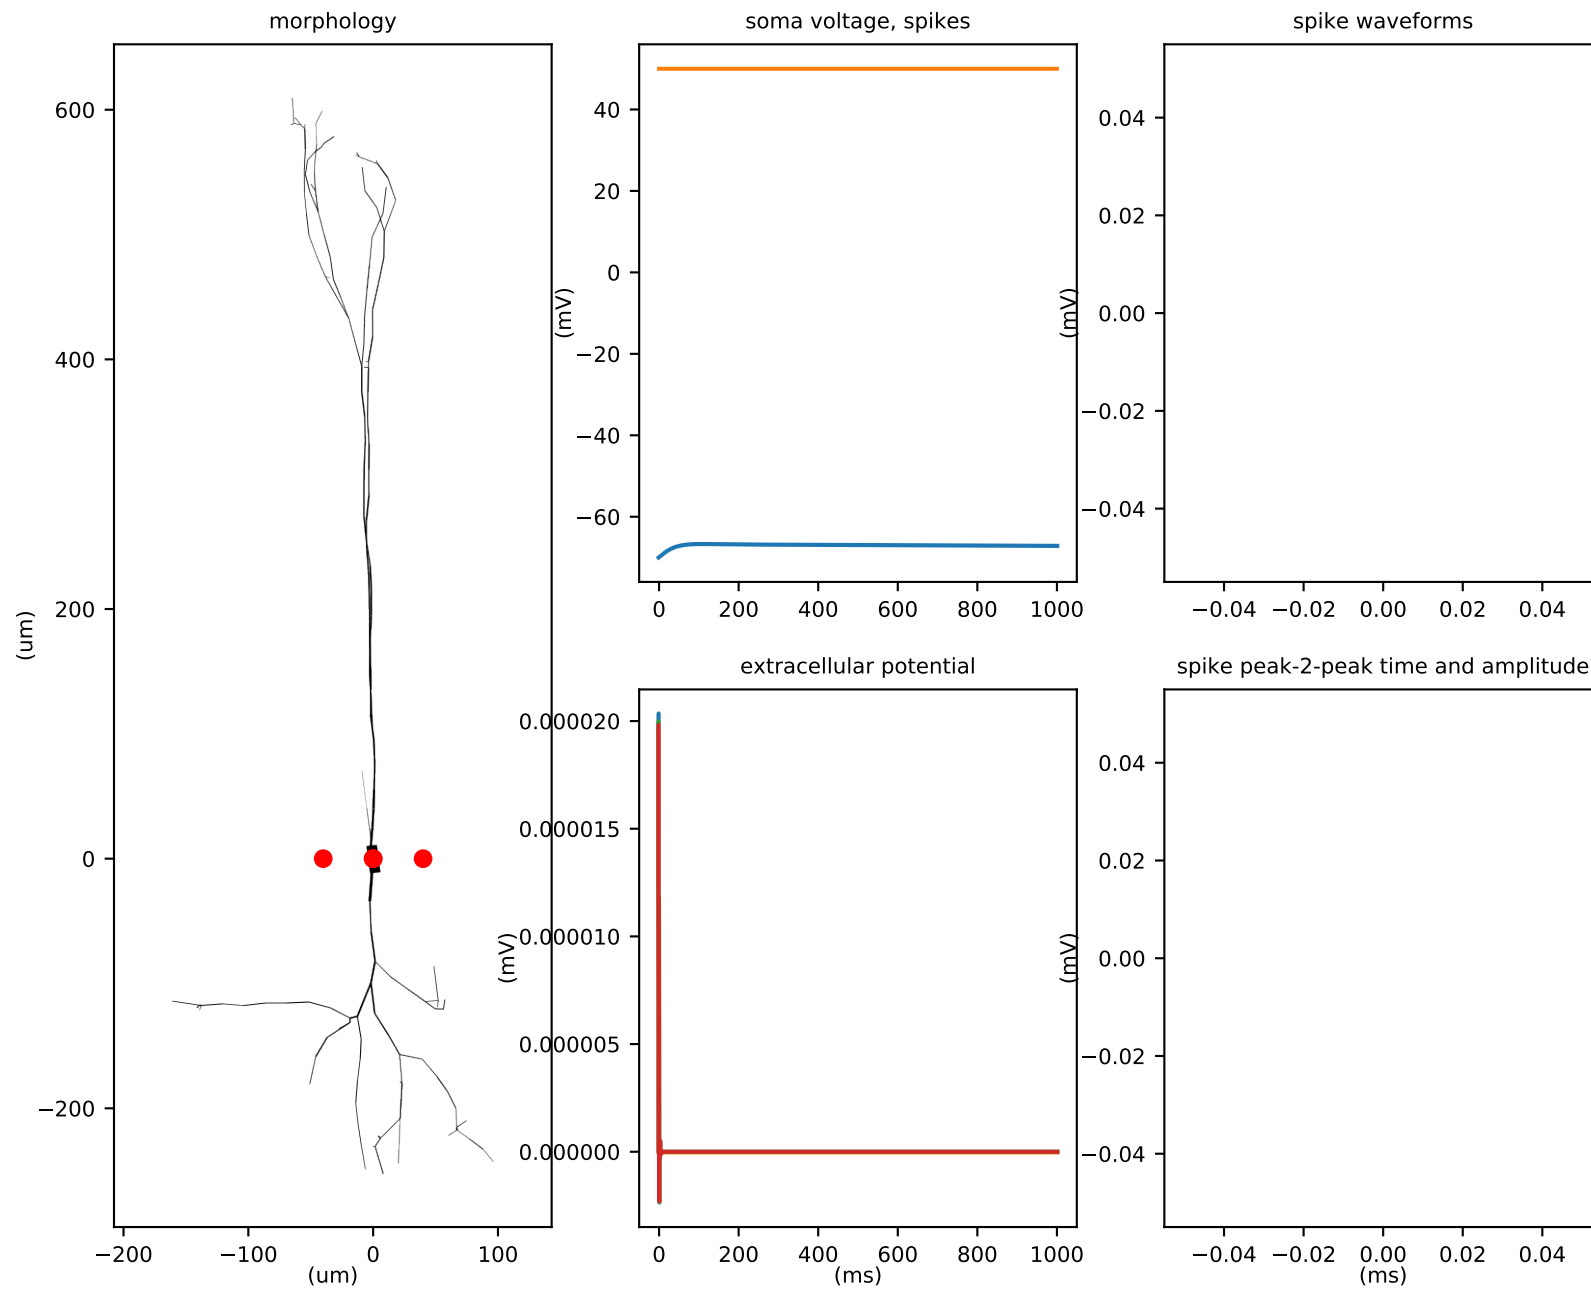 morphology
600
400
200
0
−200
(um)
−200 −100 0 100
(um)
soma voltage, spikes
40
20
0
−20
−40
−60
(mV)
0 200 400 600 800 1000
spike waveforms
0.04
0.02
0.00
−0.02
−0.04
(mV)
−0.04 −0.02 0.00 0.02 0.04
extracellular potential
0.000020
0.000015
0.000010
0.000005
0.000000
(mV)
0 200 400 600 800 1000
(ms)
spike peak-2-peak time and amplitude
0.04
0.02
0.00
−0.02
−0.04
(mV)
−0.04 −0.02 0.00 0.02 0.04
(ms)